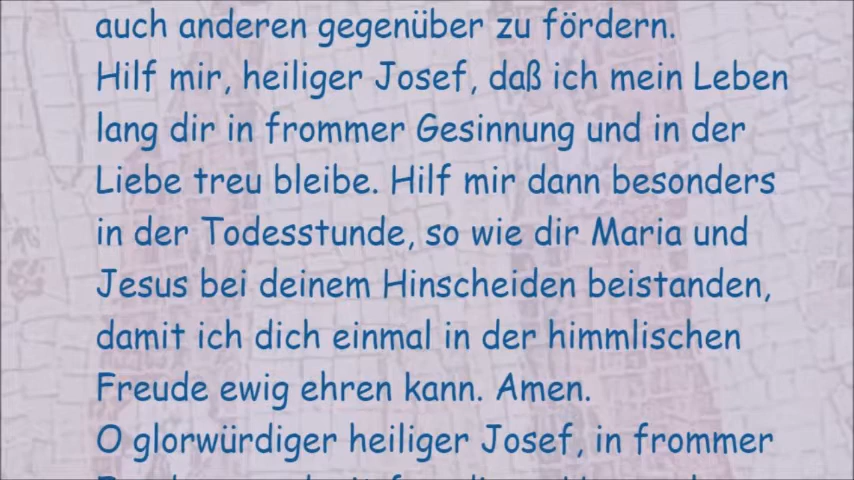 auch anderen gegenüber zu fördern.
Hilf mir, heiliger Josef, daß ich mein Leben
lang dir in frommer Gesinnung und in der
Liebe treu bleibe. Hilf mir dann besonders
in der Todesstunde, so wie dir Maria und
Jesus bei deinem Hinscheiden beistanden,
damit ich dich einmal in der himmlischen
Freude ewig ehren kann. Amen.
O glorwürdiger heiliger Josef, in frommer